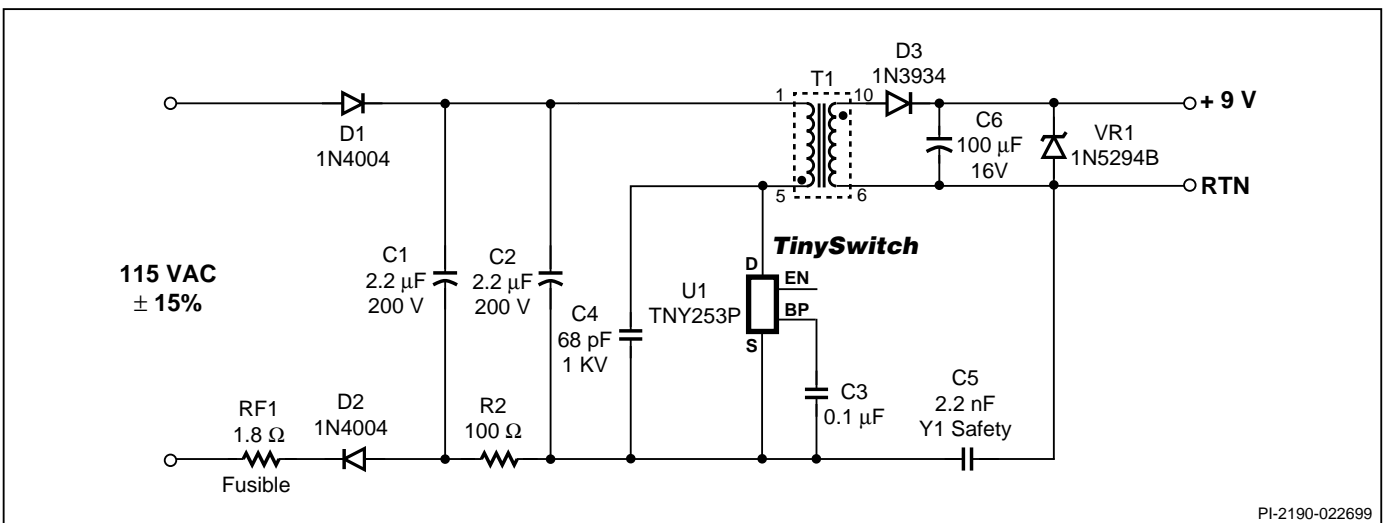 D3
1N3934
T1
1
10
+ 9 V
D1
1N4004
C6
100 µF
16V
VR1
1N5294B
5
6
RTN
TinySwitch
D
EN
BP
S
U1
TNY253P
115 VAC
± 15%
C1
2.2 µF
200 V
C2
2.2 µF
200 V
C4
68 pF
1 KV
C3
0.1 µF
C5
2.2 nF
Y1 Safety
RF1
1.8 Ω
Fusible
D2
1N4004
R2
100 Ω
PI-2190-022699